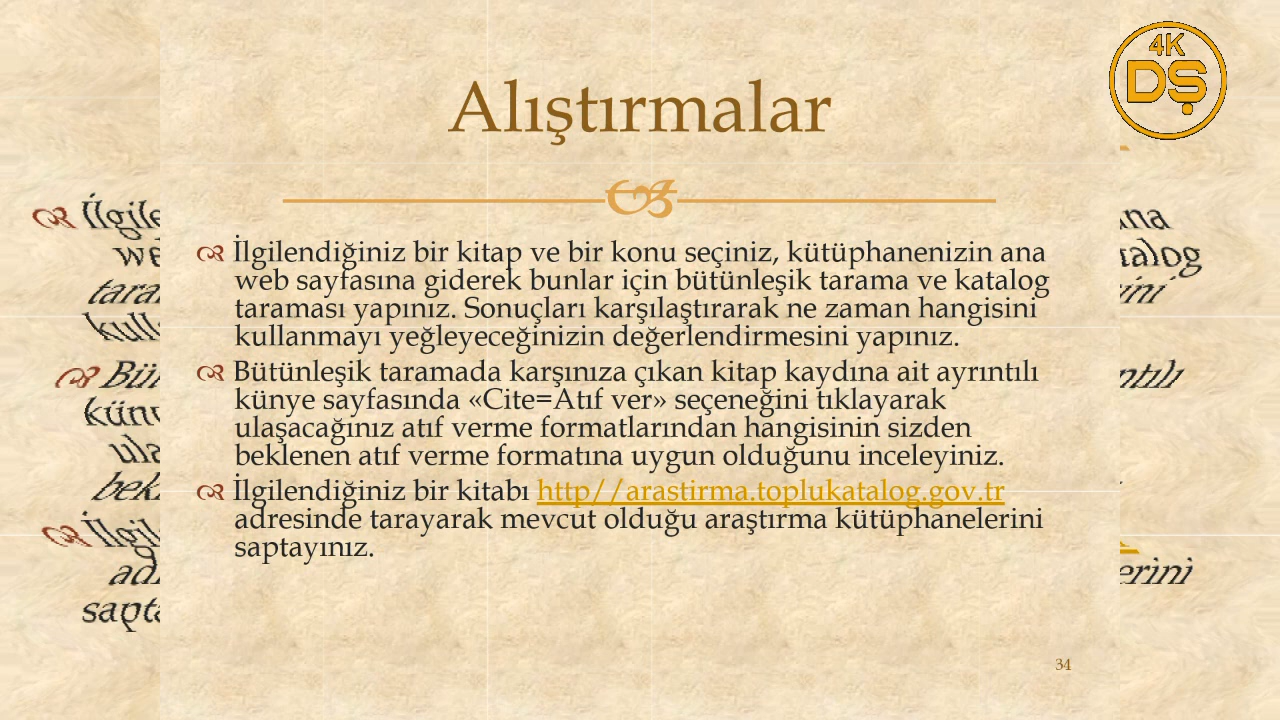 4K
DŞ
Alıştırmalar
İlgilendiğiniz bir kitap ve bir konu seçiniz, kütüphanenizin ana
web sayfasına giderek bunlar için bütünleşik tarama ve katalog
taraması yapınız. Sonuçları karşılaştırarak ne zaman hangisini
kullanmayı yeğleyeceğinizin değerlendirmesini yapınız.
Bütünleşik taramada karşınıza çıkan kitap kaydına ait ayrıntılı
künye sayfasında «Cite=Atıf ver» seçeneğini tıklayarak
ulaşacağınız atıf verme formatlarından hangisinin sizden
beklenen atıf verme formatına uygun olduğunu inceleyiniz.
İlgilendiğiniz bir kitabı http//arastirma.toplukatalog.gov.tr
adresinde tarayarak mevcut olduğu araştırma kütüphanelerini
saptayınız.
34